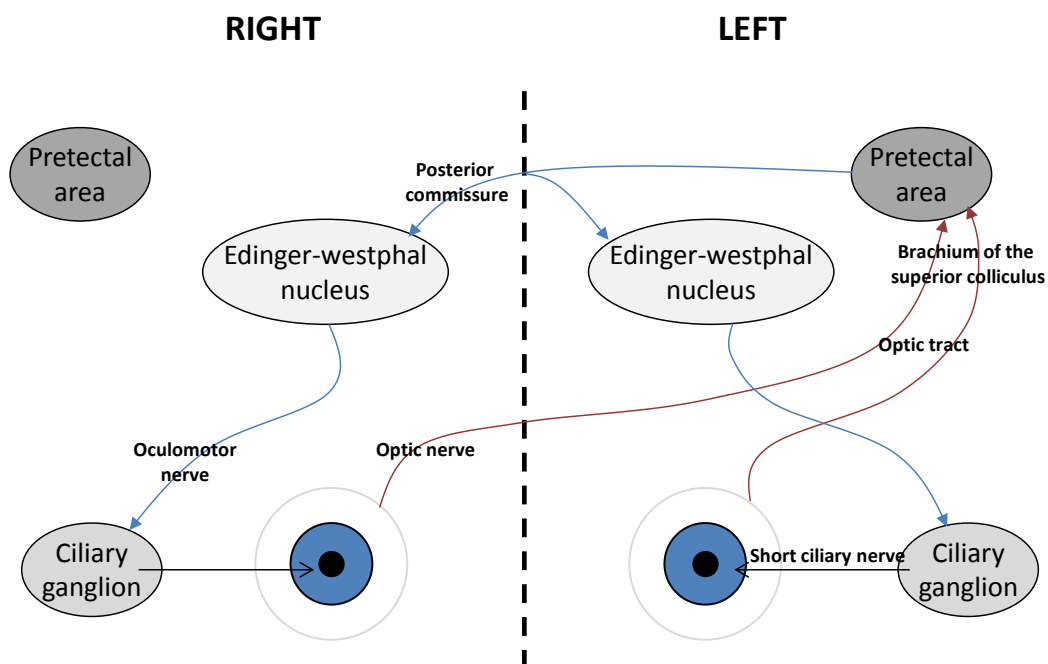 RIGHT
LEFT
Pretectal
area
Posterior
commissure
Pretectal
area
Edinger-westphal
nucleus
Edinger-westphal
nucleus
Brachium of the
superior colliculus
Optic tract
Oculomotor
nerve
Optic nerve
Ciliary
ganglion
Short ciliary nerve
Ciliary
ganglion